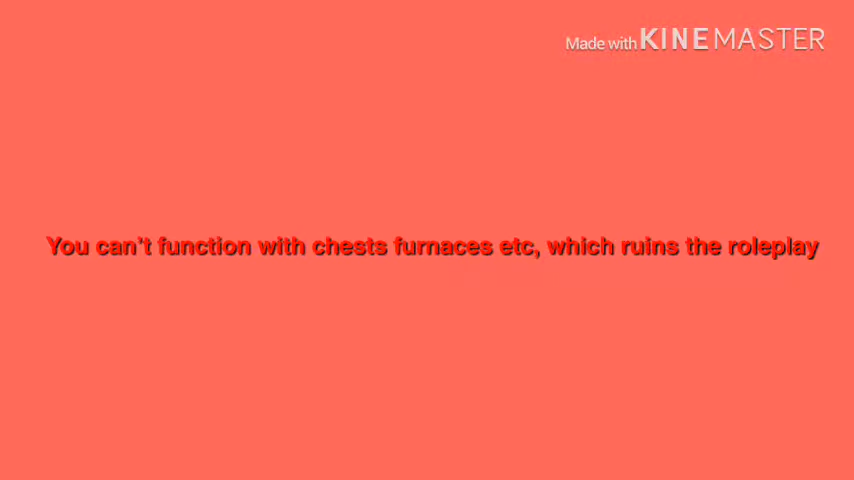 Made with KINEMASTER
You can't function with chests furnaces etc, which ruins the roleplay